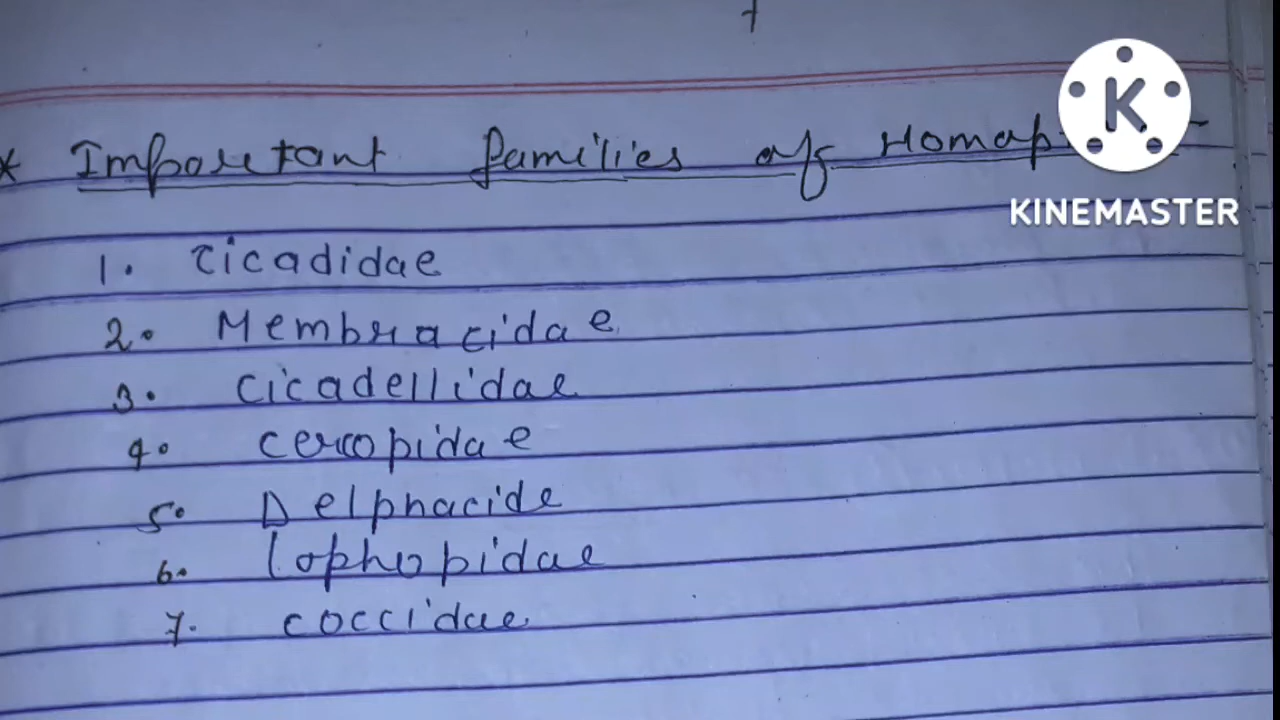 * Important families of Homop
KINEMASTER
1. Cicadidae
2. Membracidae
3. Cicadellidae
4. Cercopidae
5. Delphacide
6. Lophopidae
7. Coccidae